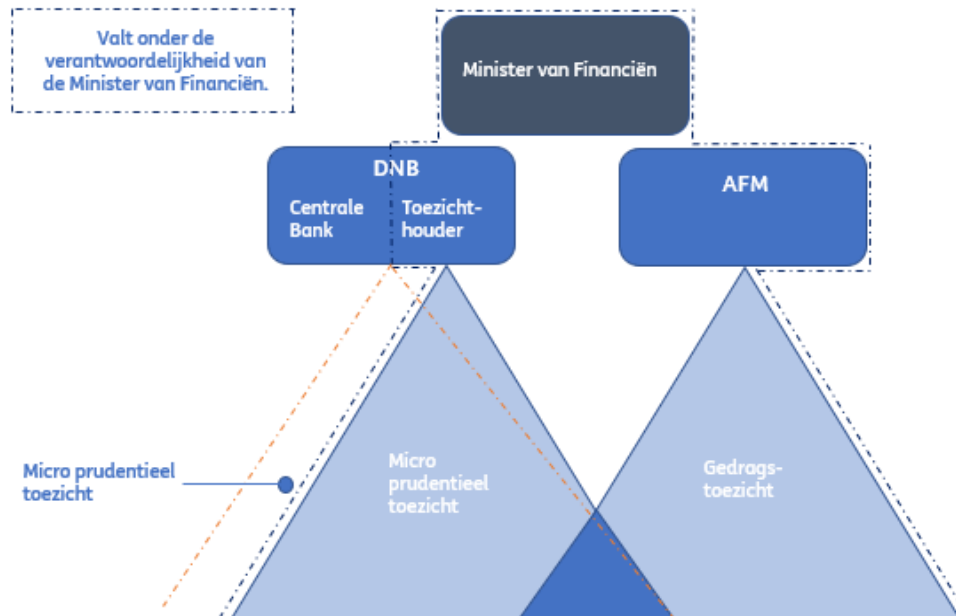 Valt onder de
verantwoordelijkheid van
de Minister van Financiën.
Minister van Financiën
DNB
Centrale
Bank
Toezicht-
houder
AFM
Micro prudentieel
toezicht
Micro
prudentieel
toezicht
Gedrags-
toezicht